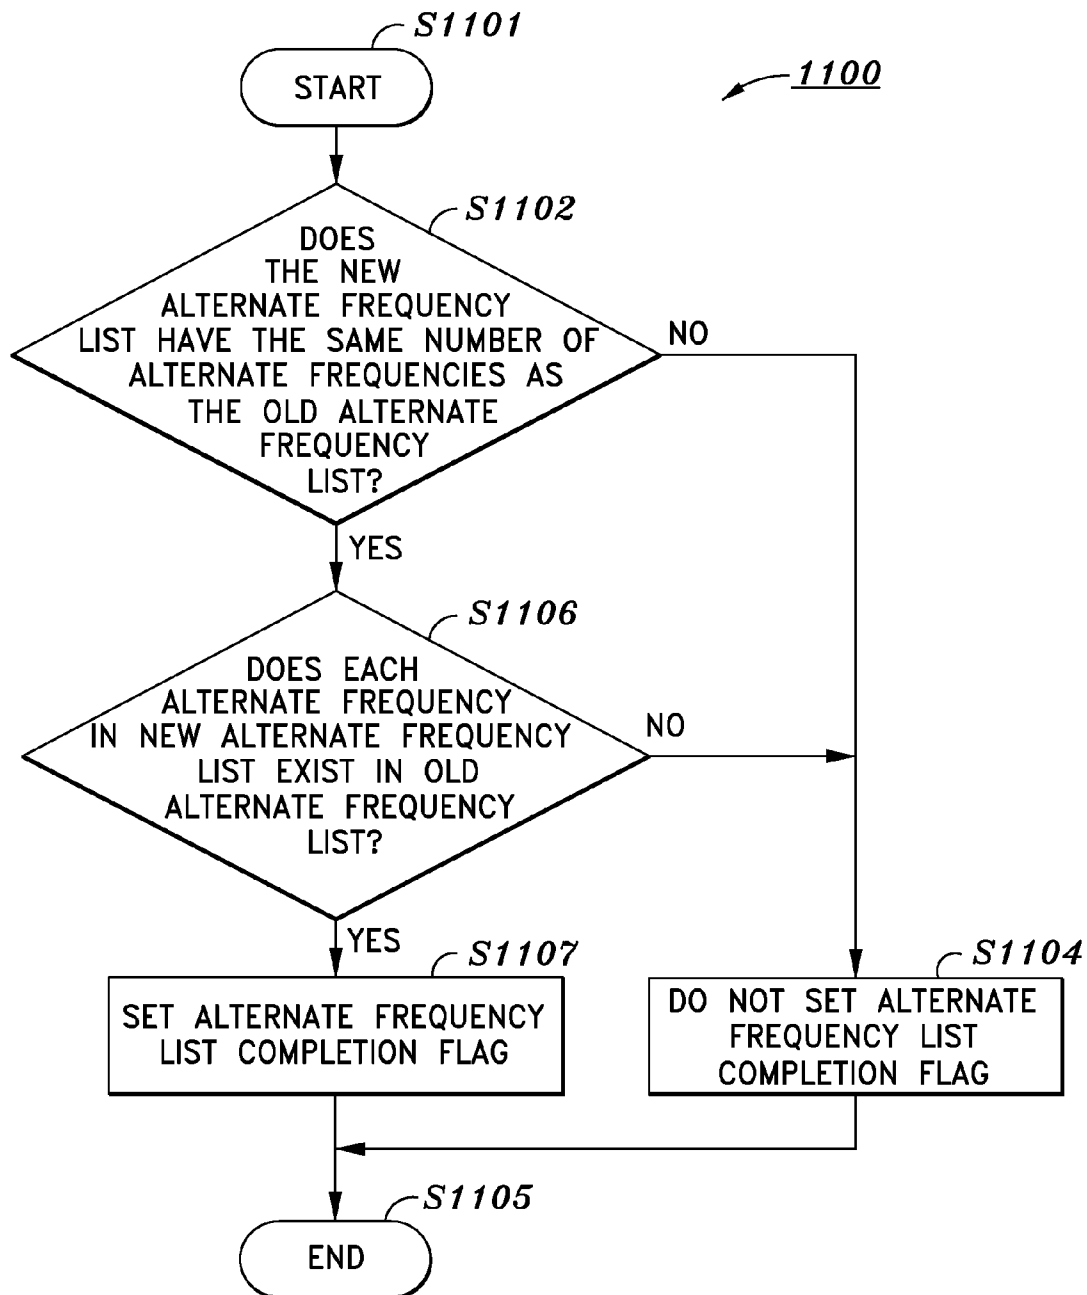 S1101
START
1100
S1102
DOES
THE NEW
ALTERNATE FREQUENCY
LIST HAVE THE SAME NUMBER OF
ALTERNATE FREQUENCIES AS
THE OLD ALTERNATE
FREQUENCY
LIST?
NO
YES
S1106
DOES EACH
ALTERNATE FREQUENCY
IN NEW ALTERNATE FREQUENCY
LIST EXIST IN OLD
ALTERNATE FREQUENCY
LIST?
NO
YES
S1107
SET ALTERNATE FREQUENCY
LIST COMPLETION FLAG
S1104
DO NOT SET ALTERNATE
FREQUENCY LIST
COMPLETION FLAG
S1105
END